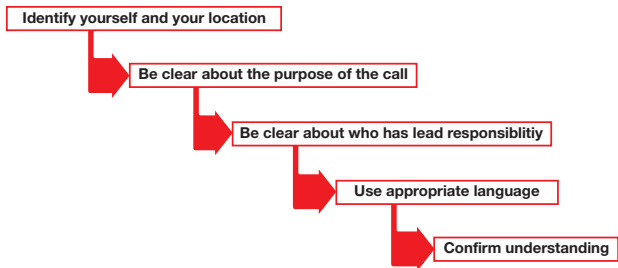 Identify yourself and your location
Be clear about the purpose of the call
Be clear about who has lead responsiblitiy
Use appropriate language
Confirm understanding